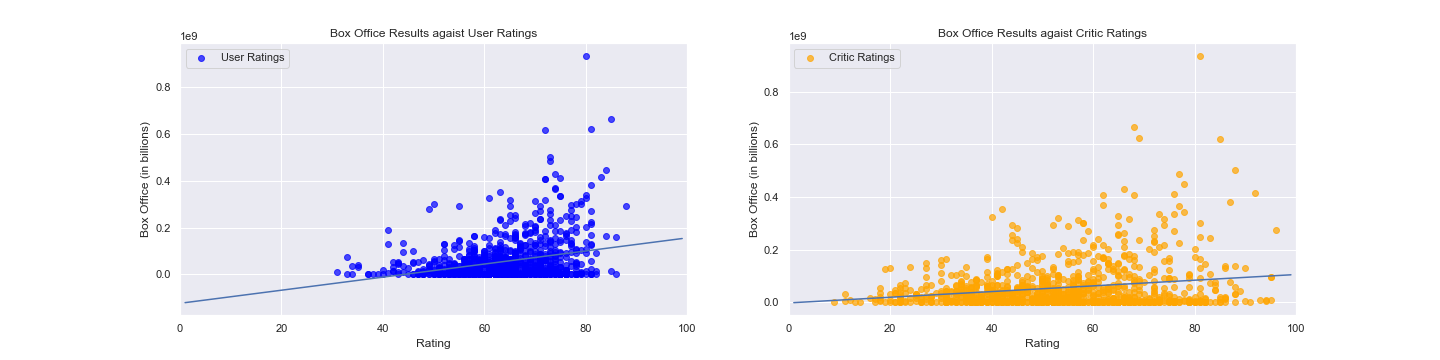 Box Office Results agaist User Ratings
1e9
User Ratings
0.8
0.6
0.4
0.2
0.0
Box Office (in billions)
0 20 40 60 80 100
Rating
Box Office Results agaist Critic Ratings
1e9
Critic Ratings
0.8
0.6
0.4
0.2
0.0
Box Office (in billions)
0 20 40 60 80 100
Rating